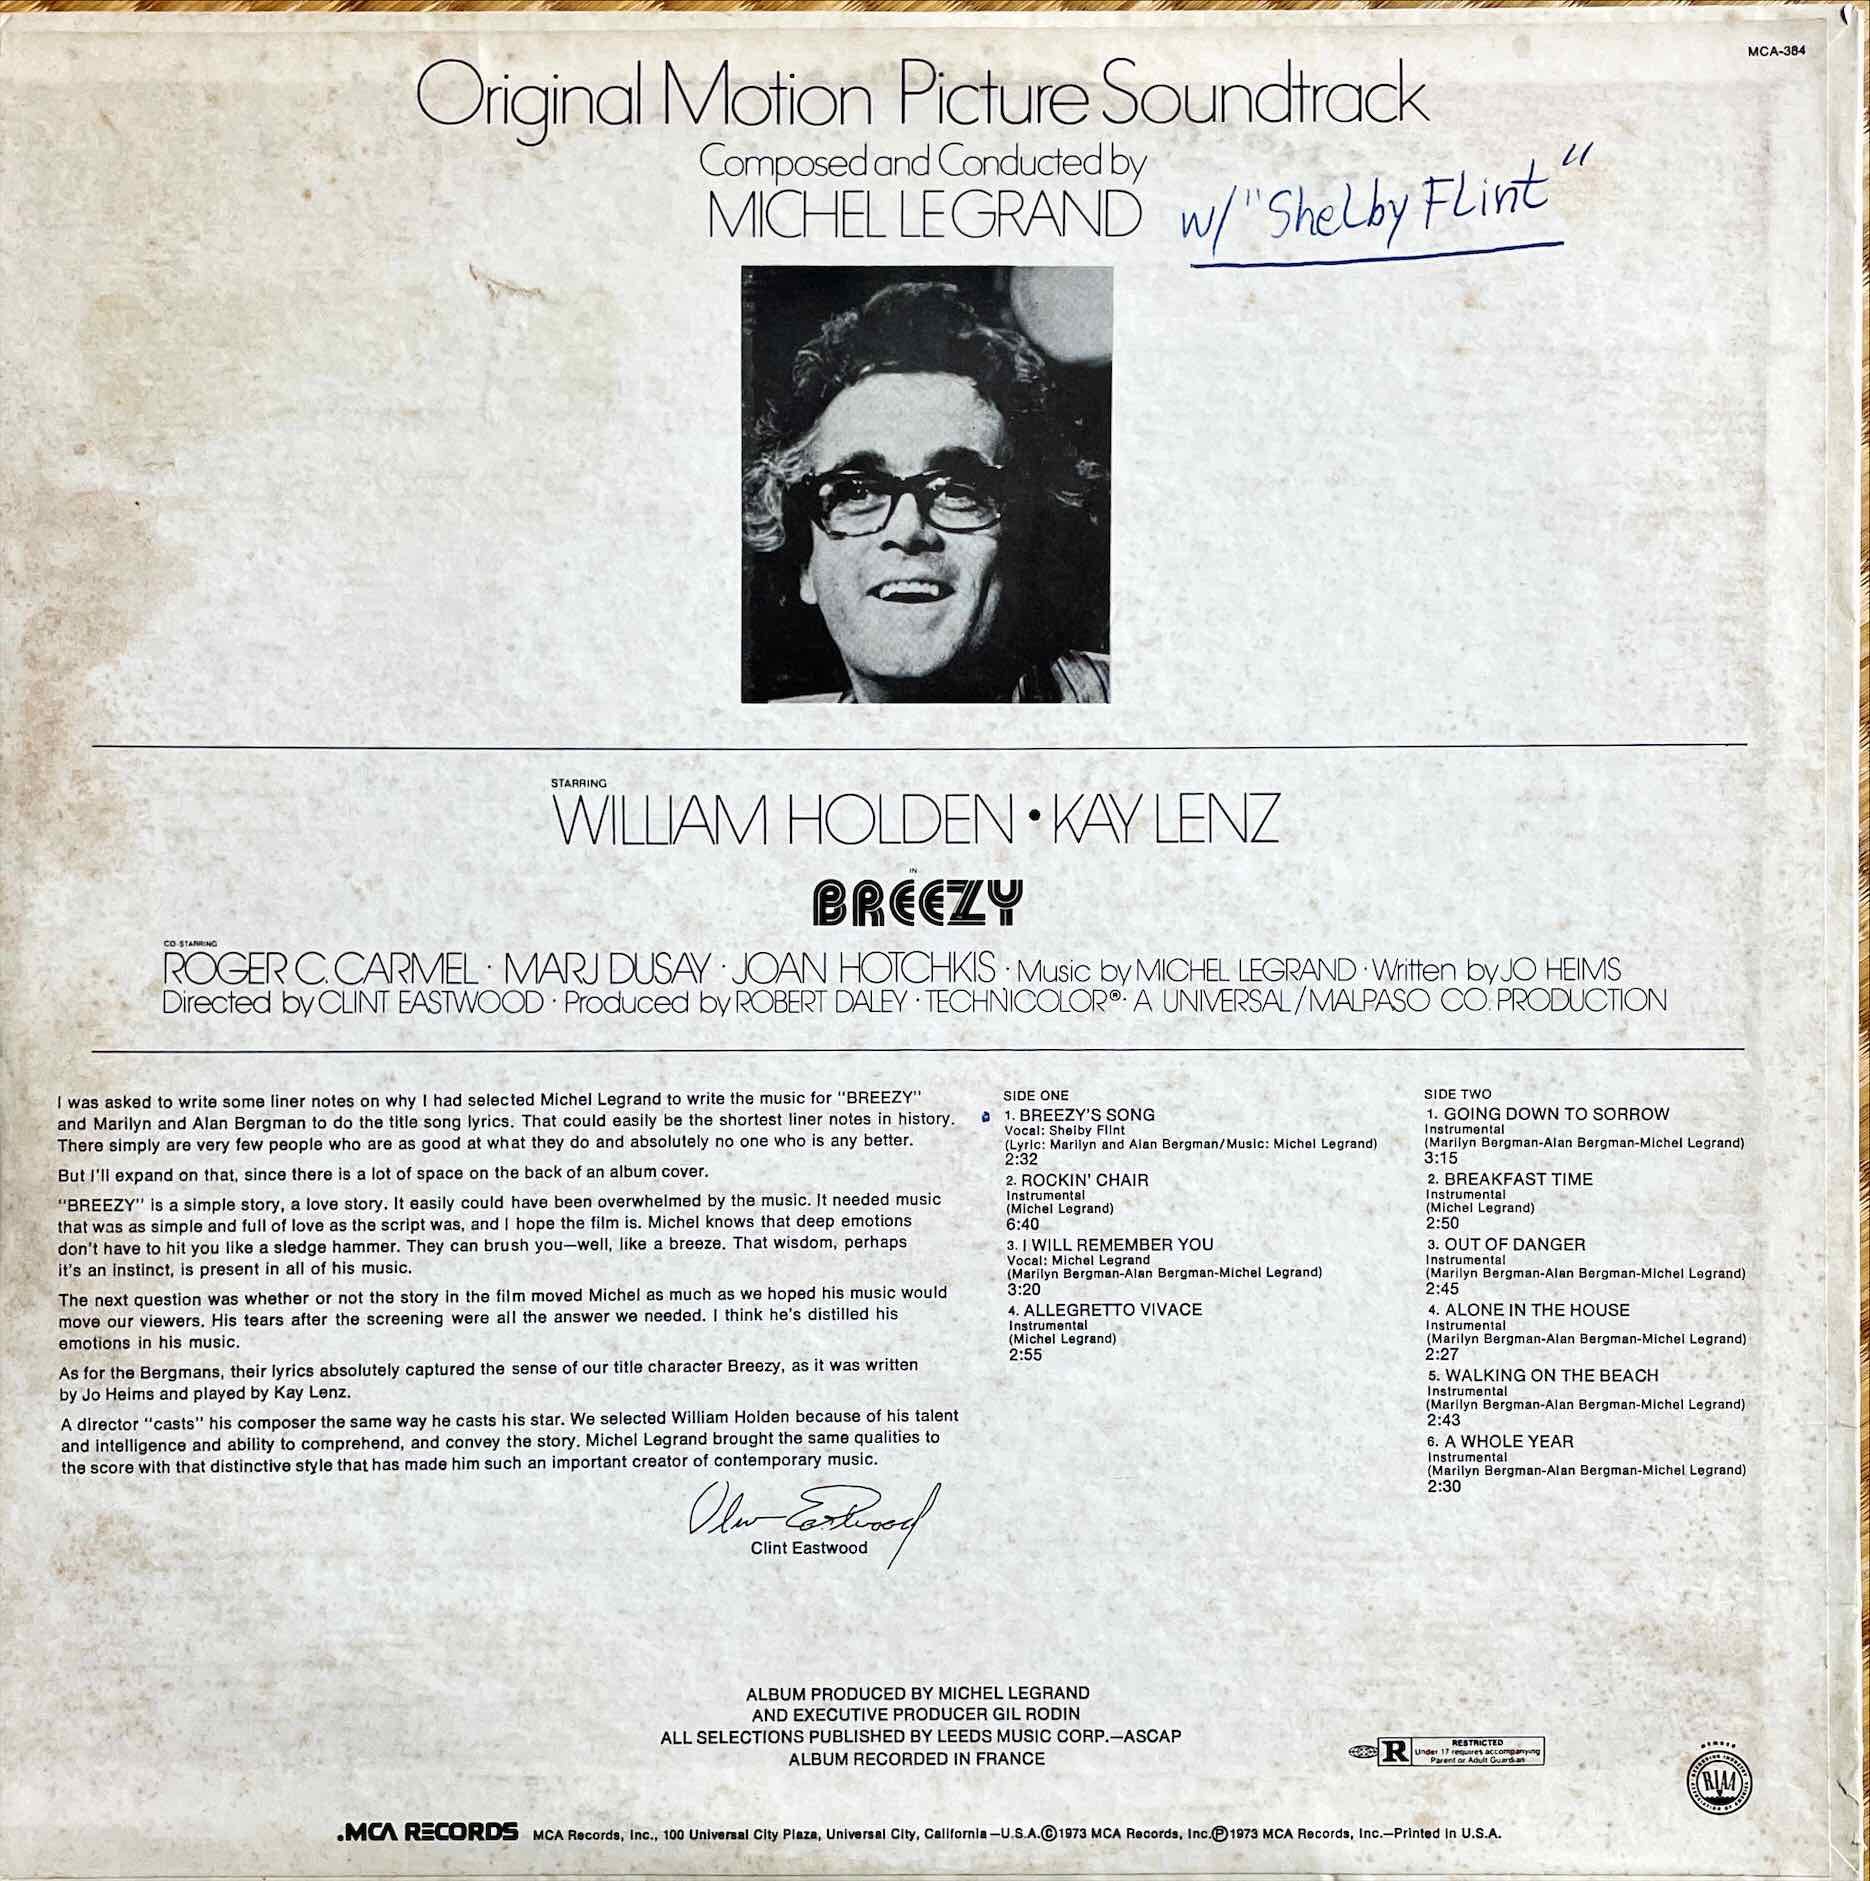 MCA-384
Original Motion Picture Soundtrack
Composed and Conducted by
MICHEL LEGRAND
w/ "Shelby Flint"
STARRING
WILLIAM HOLDEN • KAY LENZ
IN
BREEZY
CO-STARRING
ROGER C. CARMEL · MARJ DUSAY · JOAN HOTCHKIS · Music by MICHEL LEGRAND · Written by JO HEIMS
Directed by CLINT EASTWOOD · Produced by ROBERT DALEY · TECHNICOLOR® · A UNIVERSAL/MALPASO CO. PRODUCTION
I was asked to write some liner notes on why I had selected Michel Legrand to write the music for "BREEZY"
and Marilyn and Alan Bergman to do the title song lyrics. That could easily be the shortest liner notes in history.
There simply are very few people who are as good at what they do and absolutely no one who is any better.
But I'll expand on that, since there is a lot of space on the back of an album cover.
"BREEZY" is a simple story, a love story. It easily could have been overwhelmed by the music. It needed music
that was as simple and full of love as the script was, and I hope the film is. Michel knows that deep emotions
don't have to hit you like a sledge hammer. They can brush you—well, like a breeze. That wisdom, perhaps
it's an instinct, is present in all of his music.
The next question was whether or not the story in the film moved Michel as much as we hoped his music would
move our viewers. His tears after the screening were all the answer we needed. I think he's distilled his
emotions in his music.
As for the Bergmans, their lyrics absolutely captured the sense of our title character Breezy, as it was written
by Jo Heims and played by Kay Lenz.
A director "casts" his composer the same way he casts his star. We selected William Holden because of his talent
and intelligence and ability to comprehend, and convey the story. Michel Legrand brought the same qualities to
the score with that distinctive style that has made him such an important creator of contemporary music.
Clint Eastwood
Clint Eastwood
SIDE ONE
1. BREEZY'S SONG
Vocal: Shelby Flint
(Lyric: Marilyn and Alan Bergman/Music: Michel Legrand)
2:32
2. ROCKIN' CHAIR
Instrumental
(Michel Legrand)
6:40
3. I WILL REMEMBER YOU
Vocal: Michel Legrand
(Marilyn Bergman-Alan Bergman-Michel Legrand)
3:20
4. ALLEGRETTO VIVACE
Instrumental
(Michel Legrand)
2:55
SIDE TWO
1. GOING DOWN TO SORROW
Instrumental
(Marilyn Bergman-Alan Bergman-Michel Legrand)
3:15
2. BREAKFAST TIME
Instrumental
(Michel Legrand)
2:50
3. OUT OF DANGER
Instrumental
(Marilyn Bergman-Alan Bergman-Michel Legrand)
2:45
4. ALONE IN THE HOUSE
Instrumental
(Marilyn Bergman-Alan Bergman-Michel Legrand)
2:27
5. WALKING ON THE BEACH
Instrumental
(Marilyn Bergman-Alan Bergman-Michel Legrand)
2:43
6. A WHOLE YEAR
Instrumental
(Marilyn Bergman-Alan Bergman-Michel Legrand)
2:30
ALBUM PRODUCED BY MICHEL LEGRAND
AND EXECUTIVE PRODUCER GIL RODIN
ALL SELECTIONS PUBLISHED BY LEEDS MUSIC CORP.—ASCAP
ALBUM RECORDED IN FRANCE
R
RESTRICTED
Under 17 requires accompanying
Parent or Adult Guardian
MEMBER
RECORDING INDUSTRY ASSOCIATION OF AMERICA
RIAA
MCA RECORDS
MCA Records, Inc., 100 Universal City Plaza, Universal City, California—U.S.A.Ⓒ1973 MCA Records, Inc.Ⓟ1973 MCA Records, Inc.—Printed in U.S.A.